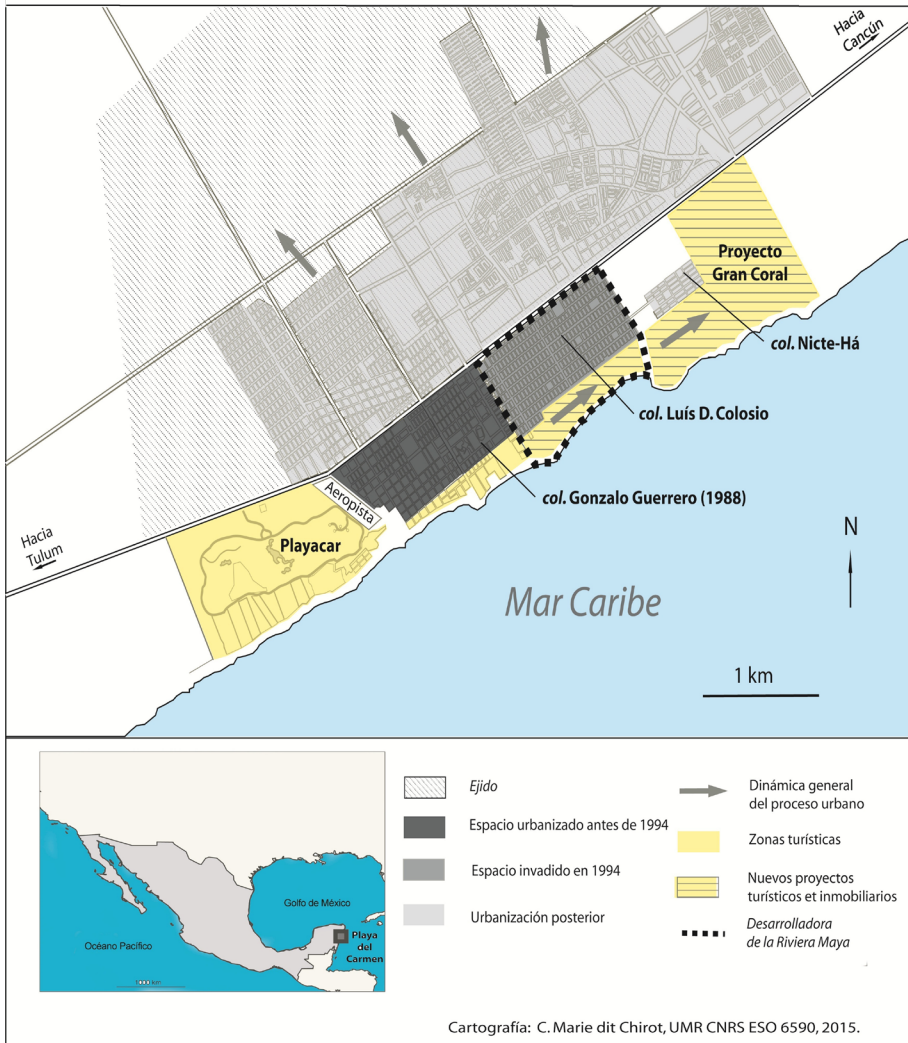 Hacia
Cancún
Proyecto
Gran Coral
col. Nicte-Há
col. Luís D. Colosio
col. Gonzalo Guerrero (1988)
Aeropista
Hacia
Tulum
Playacar
N
Mar Caribe
1 km
Golfo de México
Océano Pacífico
Playa
del
Carmen
1000 km
Ejido
Espacio urbanizado antes de 1994
Espacio invadido en 1994
Urbanización posterior
Dinámica general
del proceso urbano
Zonas turísticas
Nuevos proyectos
turísticos et inmobiliarios
Desarrolladora
de la Riviera Maya
Cartografía: C. Marie dit Chirot, UMR CNRS ESO 6590, 2015.